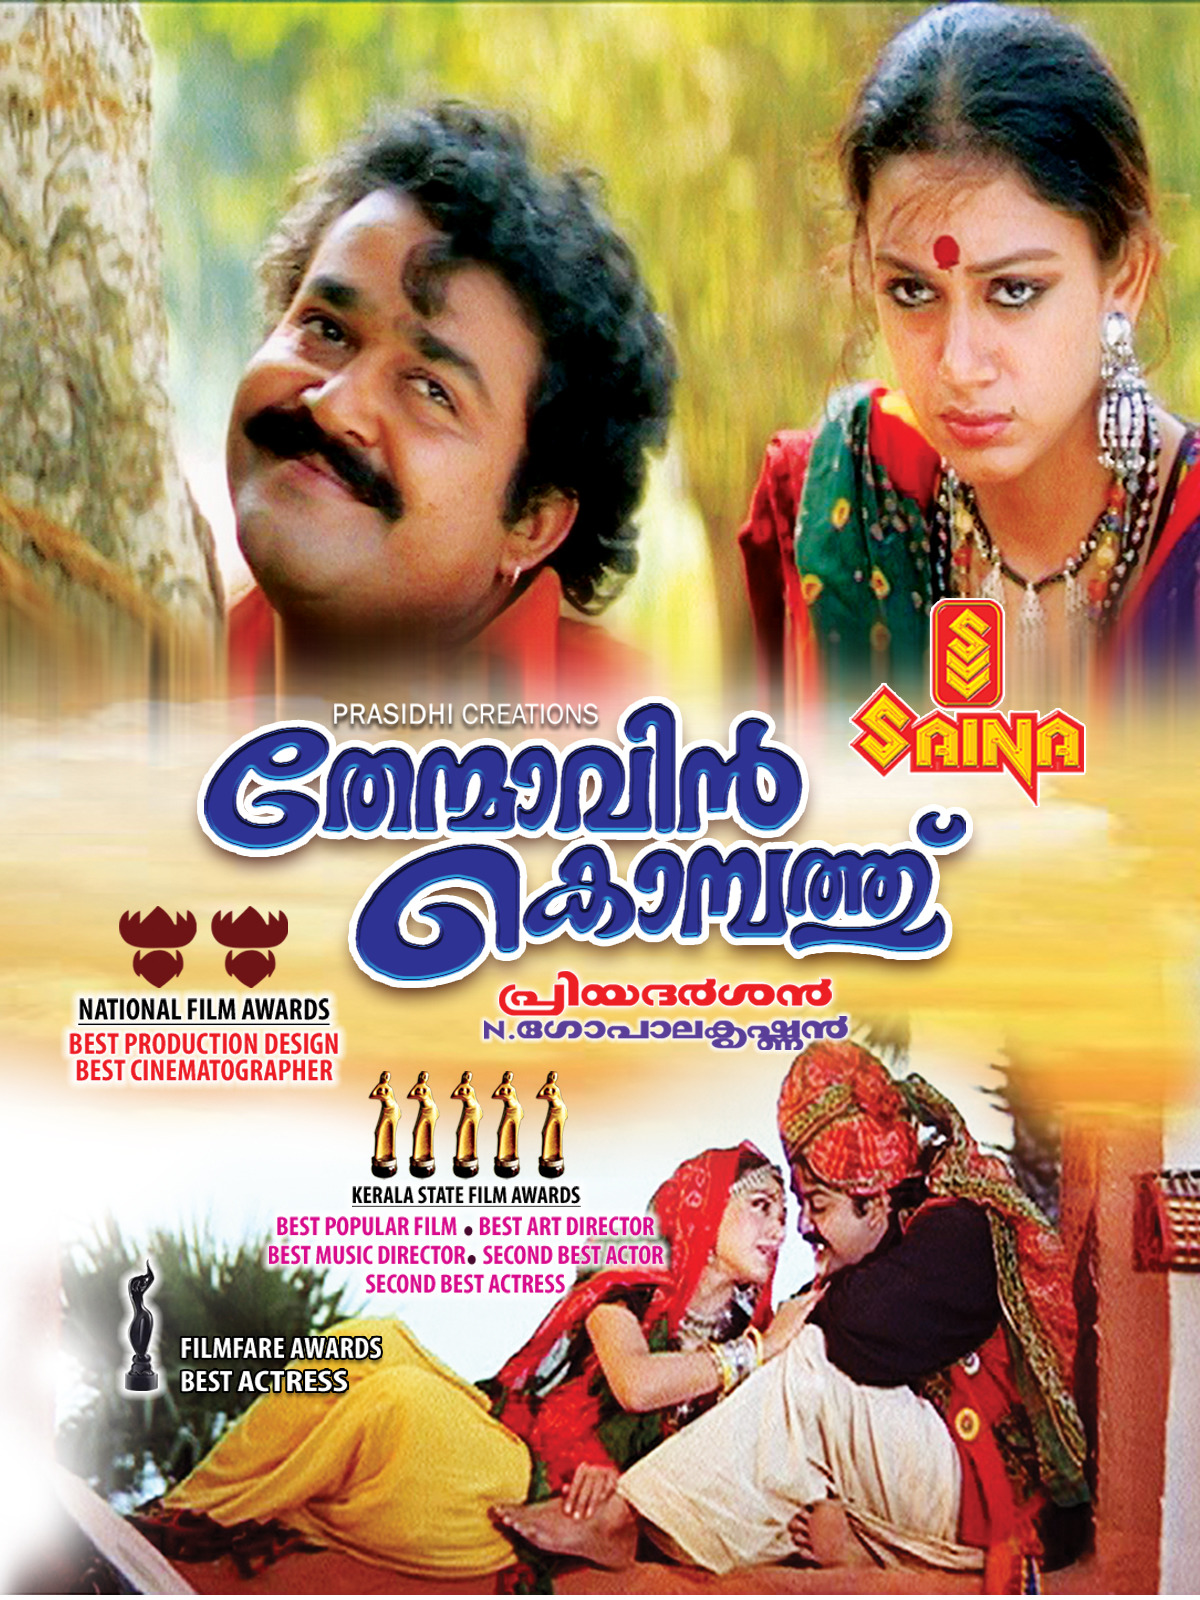 PRASIDHI CREATIONS
തേന്മാവിൻ
കൊമ്പത്ത്
SVV
SAINA
പ്രിയദർശൻ
N.ഗോപാലകൃഷ്ണൻ
NATIONAL FILM AWARDS
BEST PRODUCTION DESIGN
BEST CINEMATOGRAPHER
KERALA STATE FILM AWARDS
BEST POPULAR FILM • BEST ART DIRECTOR
BEST MUSIC DIRECTOR • SECOND BEST ACTOR
SECOND BEST ACTRESS
FILMFARE AWARDS
BEST ACTRESS